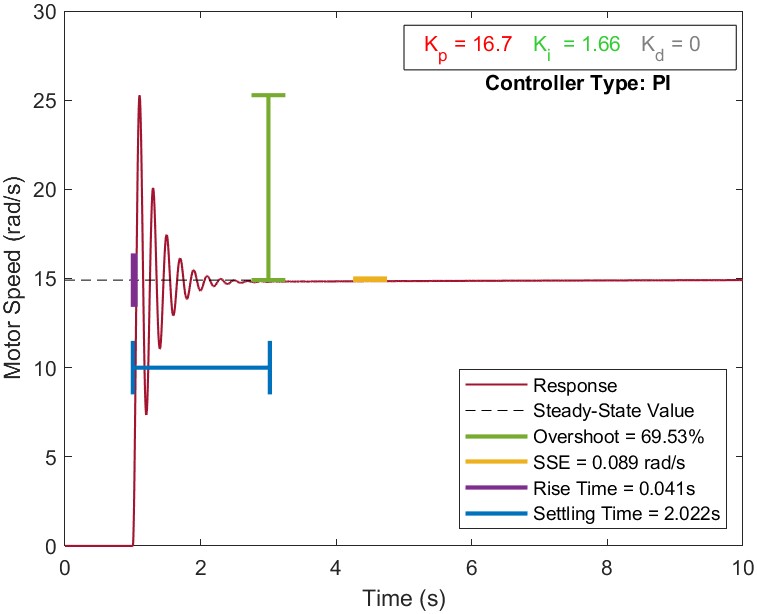 30
25
20
15
10
5
0
Motor Speed (rad/s)
Kp = 16.7 Ki = 1.66 Kd = 0
Controller Type: PI
Response
Steady-State Value
Overshoot = 69.53%
SSE = 0.089 rad/s
Rise Time = 0.041s
Settling Time = 2.022s
0 2 4 6 8 10
Time (s)